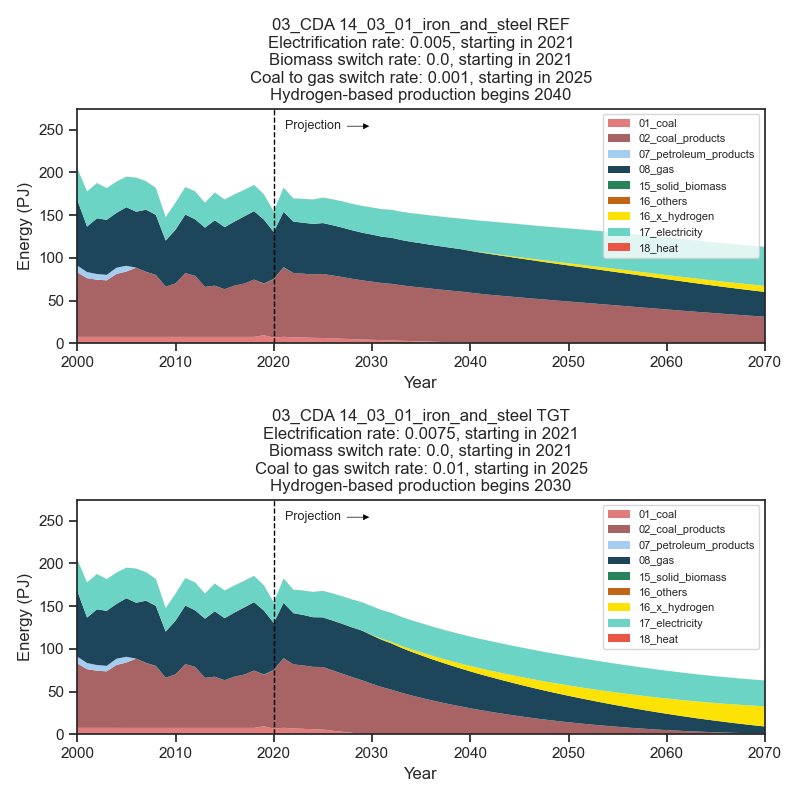 03_CDA 14_03_01_iron_and_steel REF
Electrification rate: 0.005, starting in 2021
Biomass switch rate: 0.0, starting in 2021
Coal to gas switch rate: 0.001, starting in 2025
Hydrogen-based production begins 2040
Energy (PJ)
250
200
150
100
50
0
Projection
01_coal
02_coal_products
07_petroleum_products
08_gas
15_solid_biomass
16_others
16_x_hydrogen
17_electricity
18_heat
2000 2010 2020 2030 2040 2050 2060 2070
Year
03_CDA 14_03_01_iron_and_steel TGT
Electrification rate: 0.0075, starting in 2021
Biomass switch rate: 0.0, starting in 2021
Coal to gas switch rate: 0.01, starting in 2025
Hydrogen-based production begins 2030
Energy (PJ)
250
200
150
100
50
0
Projection
01_coal
02_coal_products
07_petroleum_products
08_gas
15_solid_biomass
16_others
16_x_hydrogen
17_electricity
18_heat
2000 2010 2020 2030 2040 2050 2060 2070
Year